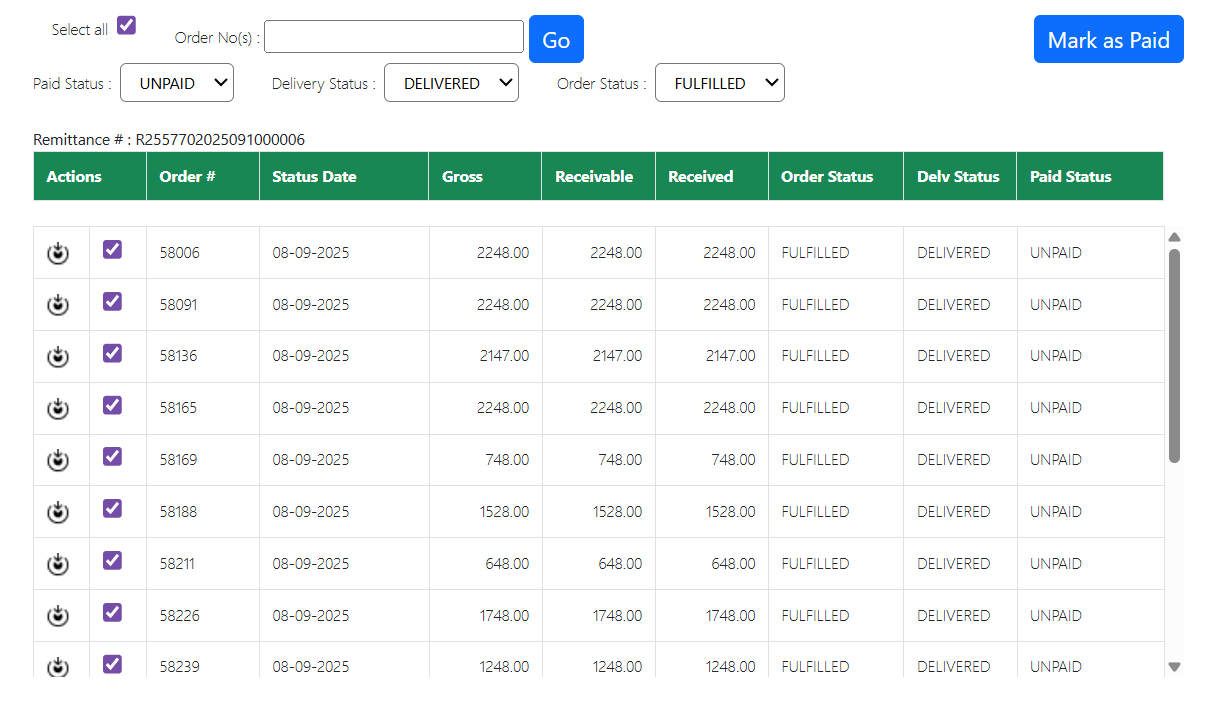 Select all Order No(s) : Go Mark as Paid
Paid Status : UNPAID Delivery Status : DELIVERED Order Status : FULFILLED
Remittance # : R2557702025091000006
Actions Order # Status Date Gross Receivable Received Order Status Delv Status Paid Status
58006 08-09-2025 2248.00 2248.00 2248.00 FULFILLED DELIVERED UNPAID
58091 08-09-2025 2248.00 2248.00 2248.00 FULFILLED DELIVERED UNPAID
58136 08-09-2025 2147.00 2147.00 2147.00 FULFILLED DELIVERED UNPAID
58165 08-09-2025 2248.00 2248.00 2248.00 FULFILLED DELIVERED UNPAID
58169 08-09-2025 748.00 748.00 748.00 FULFILLED DELIVERED UNPAID
58188 08-09-2025 1528.00 1528.00 1528.00 FULFILLED DELIVERED UNPAID
58211 08-09-2025 648.00 648.00 648.00 FULFILLED DELIVERED UNPAID
58226 08-09-2025 1748.00 1748.00 1748.00 FULFILLED DELIVERED UNPAID
58239 08-09-2025 1248.00 1248.00 1248.00 FULFILLED DELIVERED UNPAID